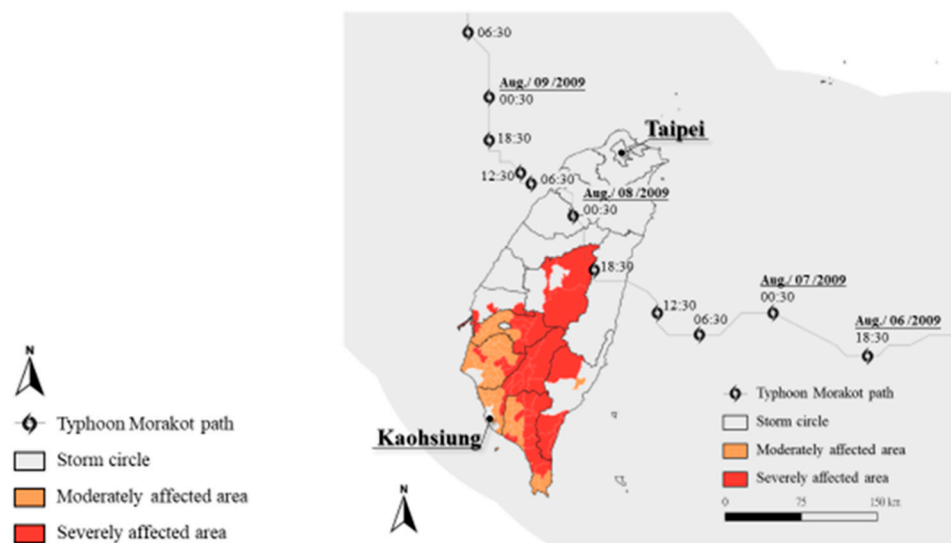 06:30
Aug./ 09 /2009
00:30
18:30
Taipei
12:30
06:30
Aug./ 08 /2009
00:30
18:30
Aug./ 07 /2009
00:30
12:30
06:30
Aug./ 06 /2009
18:30
Kaohsiung
N
N
Typhoon Morakot path
Storm circle
Moderately affected area
Severely affected area
Typhoon Morakot path
Storm circle
Moderately affected area
Severely affected area
0 75 150 km